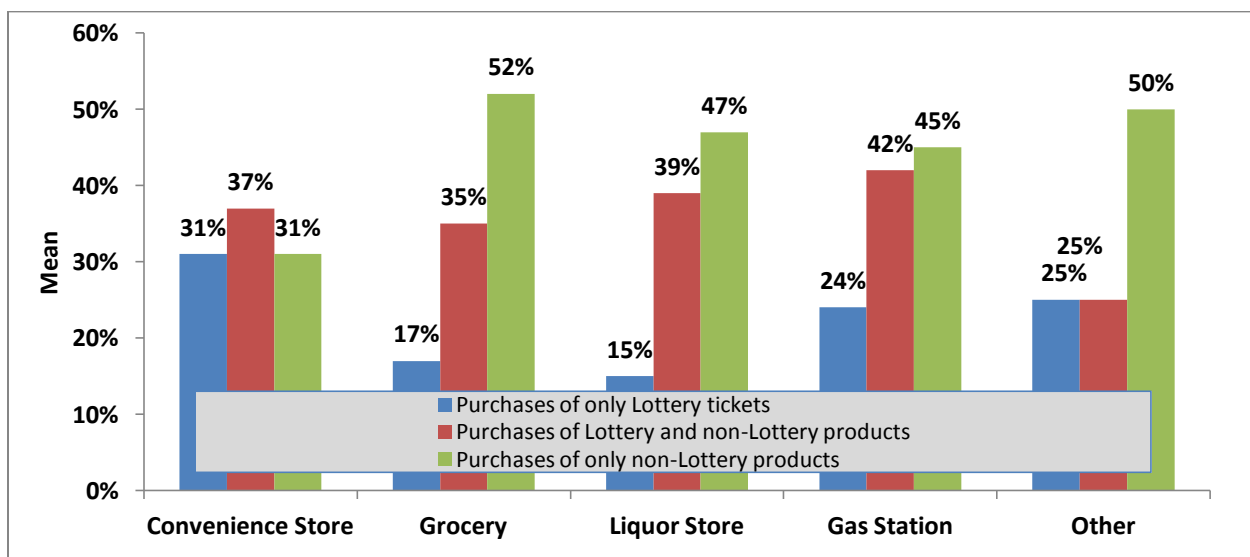 60%
50%
40%
30%
20%
10%
0%
Mean
31%
37%
31%
17%
35%
52%
15%
39%
47%
24%
42%
45%
25%
25%
50%
Purchases of only Lottery tickets
Purchases of Lottery and non-Lottery products
Purchases of only non-Lottery products
Convenience Store
Grocery
Liquor Store
Gas Station
Other